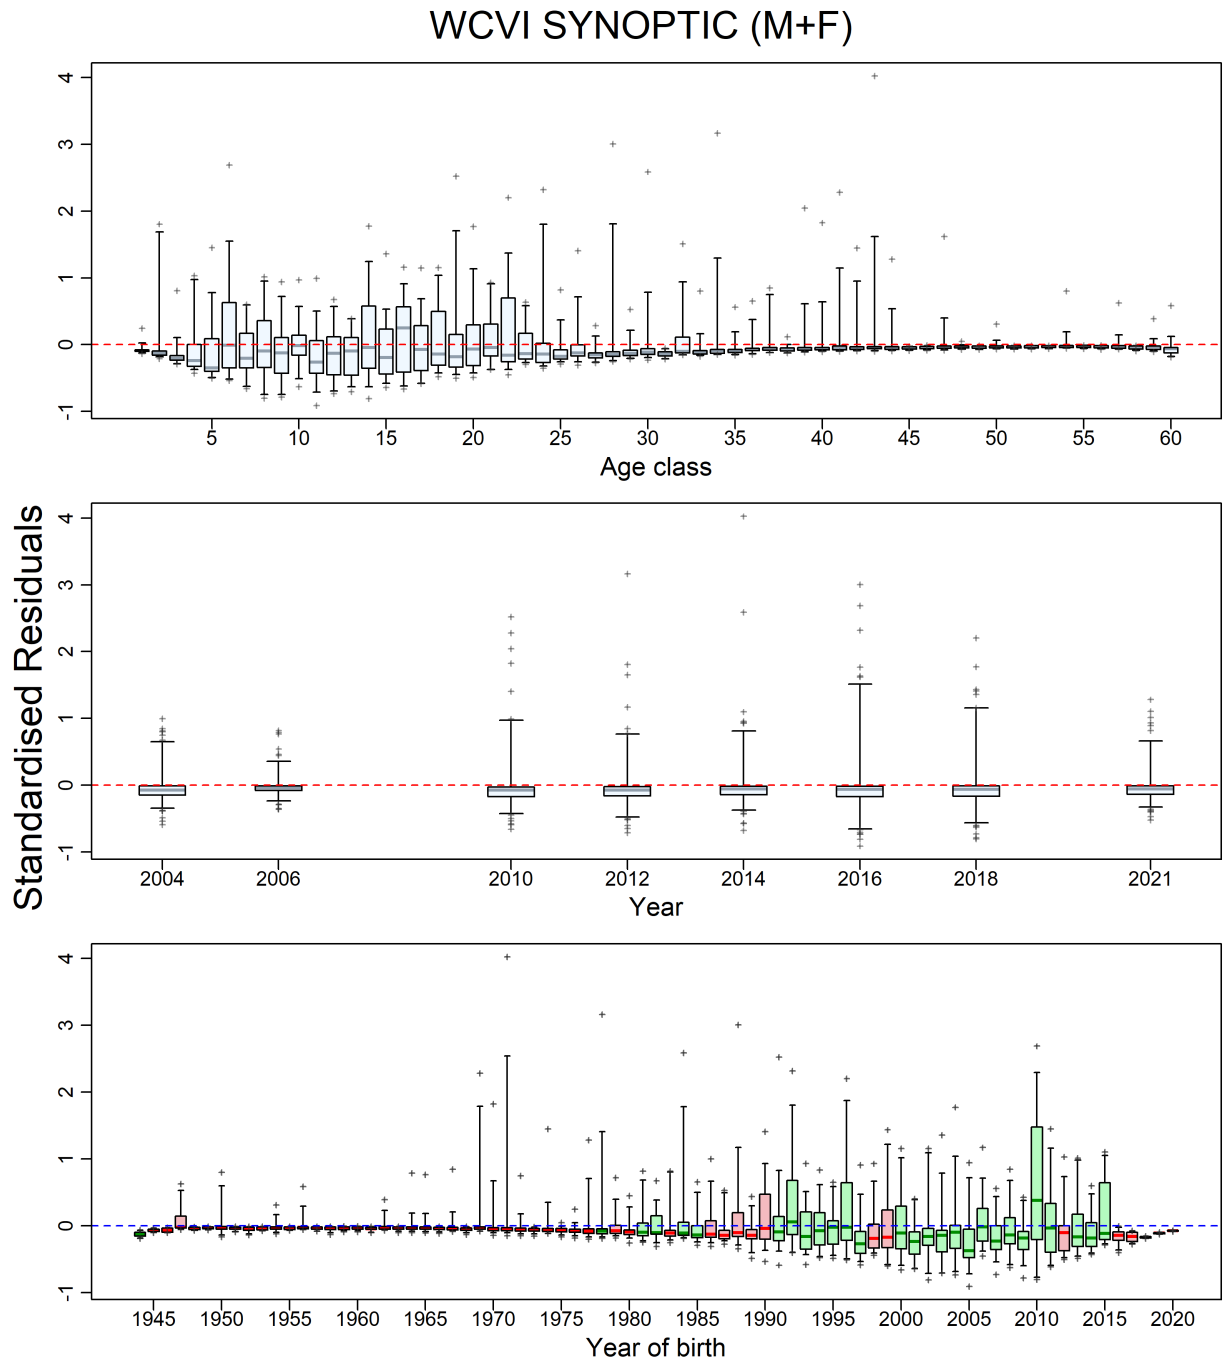 WCVI SYNOPTIC (M+F)
Standardised Residuals
4
3
2
1
0
-1
5 10 15 20 25 30 35 40 45 50 55 60
Age class
4
3
2
1
0
-1
2004 2006 2010 2012 2014 2016 2018 2021
Year
4
3
2
1
0
-1
1945 1950 1955 1960 1965 1970 1975 1980 1985 1990 1995 2000 2005 2010 2015 2020
Year of birth